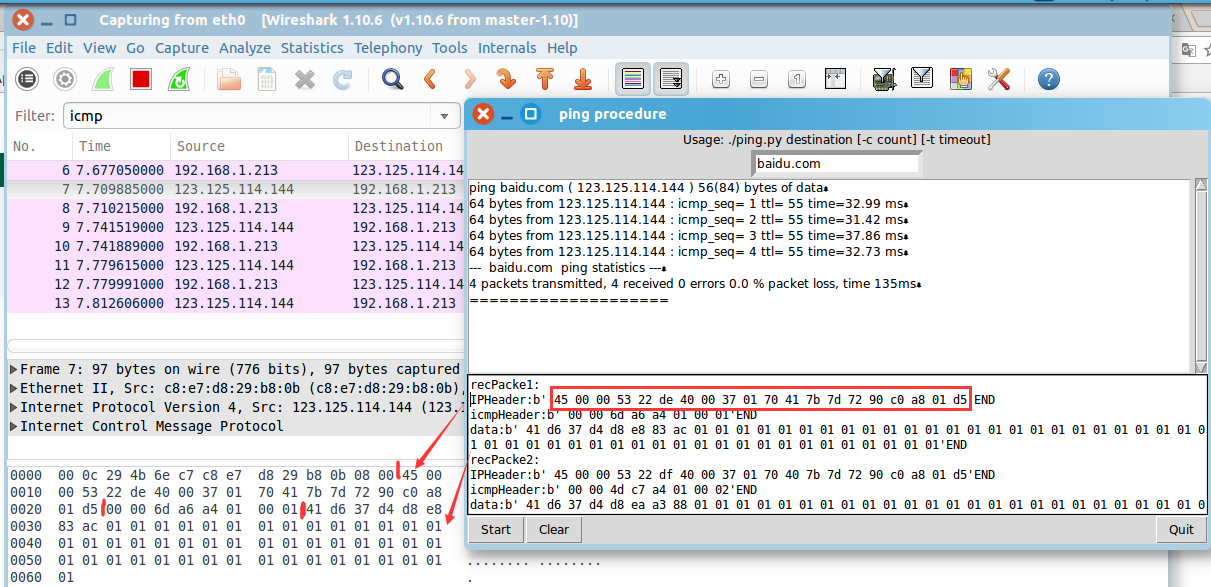 Capturing from eth0 [Wireshark 1.10.6 (v1.10.6 from master-1.10)]
File Edit View Go Capture Analyze Statistics Telephony Tools Internals Help
Filter: icmp
No. Time Source Destination
6 7.677050000 192.168.1.213 123.125.114.14
7 7.709885000 123.125.114.144 192.168.1.213
8 7.710215000 192.168.1.213 123.125.114.14
9 7.741519000 123.125.114.144 192.168.1.213
10 7.741889000 192.168.1.213 123.125.114.14
11 7.779615000 123.125.114.144 192.168.1.213
12 7.779991000 192.168.1.213 123.125.114.14
13 7.812606000 123.125.114.144 192.168.1.213
Frame 7: 97 bytes on wire (776 bits), 97 bytes captured
Ethernet II, Src: c8:e7:d8:29:b8:0b (c8:e7:d8:29:b8:0b),
Internet Protocol Version 4, Src: 123.125.114.144 (123.
Internet Control Message Protocol
0000 00 0c 29 4b 6e c7 c8 e7 d8 29 b8 0b 08 00 45 00
0010 00 53 22 de 40 00 37 01 70 41 7b 7d 72 90 c0 a8
0020 01 d5 00 00 6d a6 a4 01 00 01 41 d6 37 d4 d8 e8
0030 83 ac 01 01 01 01 01 01 01 01 01 01 01 01 01 01
0040 01 01 01 01 01 01 01 01 01 01 01 01 01 01 01 01
0050 01 01 01 01 01 01 01 01 01 01 01 01 01 01 01 01 ........ ........
0060 01 .
ping procedure
Usage: ./ping.py destination [-c count] [-t timeout]
baidu.com
ping baidu.com ( 123.125.114.144 ) 56(84) bytes of data
64 bytes from 123.125.114.144 : icmp_seq= 1 ttl= 55 time=32.99 ms
64 bytes from 123.125.114.144 : icmp_seq= 2 ttl= 55 time=31.42 ms
64 bytes from 123.125.114.144 : icmp_seq= 3 ttl= 55 time=37.86 ms
64 bytes from 123.125.114.144 : icmp_seq= 4 ttl= 55 time=32.73 ms
--- baidu.com ping statistics ---
4 packets transmitted, 4 received 0 errors 0.0 % packet loss, time 135ms
=====================
recPacke1:
IPHeader:b' 45 00 00 53 22 de 40 00 37 01 70 41 7b 7d 72 90 c0 a8 01 d5 END
icmpHeader:b' 00 00 6d a6 a4 01 00 01'END
data:b' 41 d6 37 d4 d8 e8 83 ac 01 01 01 01 01 01 01 01 01 01 01 01 01 01 01 01 01 01 01 01 01 0
1 01 01 01 01 01 01 01 01 01 01 01 01 01 01 01 01 01 01 01 01 01'END
recPacke2:
IPHeader:b' 45 00 00 53 22 df 40 00 37 01 70 40 7b 7d 72 90 c0 a8 01 d5'END
icmpHeader:b' 00 00 4d c7 a4 01 00 02'END
data:b' 41 d6 37 d4 d8 ea a3 88 01 01 01 01 01 01 01 01 01 01 01 01 01 01 01 01 01 01 01 01 01 0
Start Clear Quit